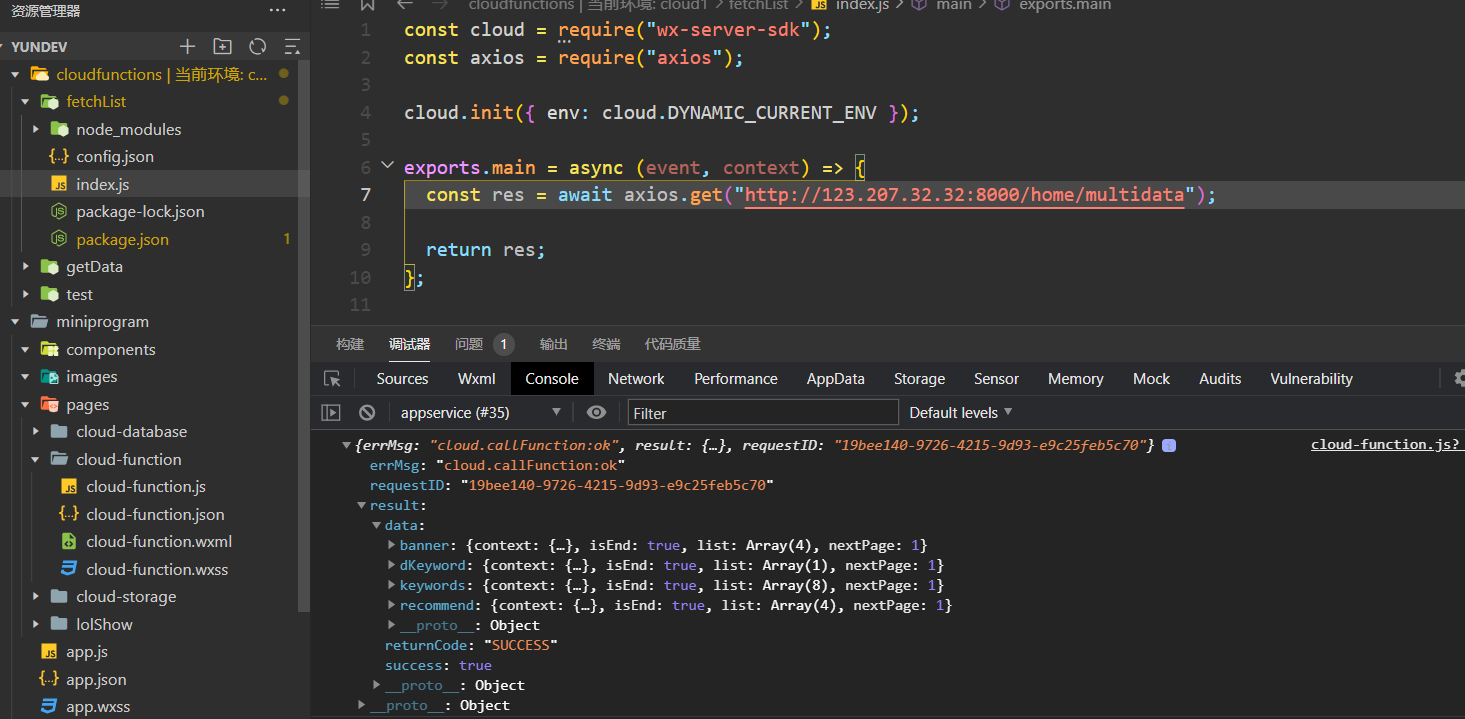 资源管理器
YUNDEV
cloudfunctions | 当前环境: c...
fetchList
node_modules
{..} config.json
JS index.js
package-lock.json
package.json 1
getData
test
miniprogram
components
images
pages
cloud-database
cloud-function
JS cloud-function.js
{..} cloud-function.json
cloud-function.wxml
cloud-function.wxss
cloud-storage
lolShow
JS app.js
{..} app.json
app.wxss
cloudfunctions | 当前环境: cloud1 > fetchList > JS index.js > main > exports.main
1 const cloud = require("wx-server-sdk");
2 const axios = require("axios");
3
4 cloud.init({ env: cloud.DYNAMIC_CURRENT_ENV });
5
6 exports.main = async (event, context) => {
7 const res = await axios.get("http://123.207.32.32:8000/home/multidata");
8
9 return res;
10 };
11
构建 调试器 问题 1 输出 终端 代码质量
Sources Wxml Console Network Performance AppData Storage Sensor Memory Mock Audits Vulnerability
appservice (#35) Filter Default levels
{errMsg: "cloud.callFunction:ok", result: {…}, requestID: "19bee140-9726-4215-9d93-e9c25feb5c70"} i cloud-function.js?
errMsg: "cloud.callFunction:ok"
requestID: "19bee140-9726-4215-9d93-e9c25feb5c70"
result:
data:
banner: {context: {…}, isEnd: true, list: Array(4), nextPage: 1}
dKeyword: {context: {…}, isEnd: true, list: Array(1), nextPage: 1}
keywords: {context: {…}, isEnd: true, list: Array(8), nextPage: 1}
recommend: {context: {…}, isEnd: true, list: Array(4), nextPage: 1}
__proto__: Object
returnCode: "SUCCESS"
success: true
__proto__: Object
__proto__: Object